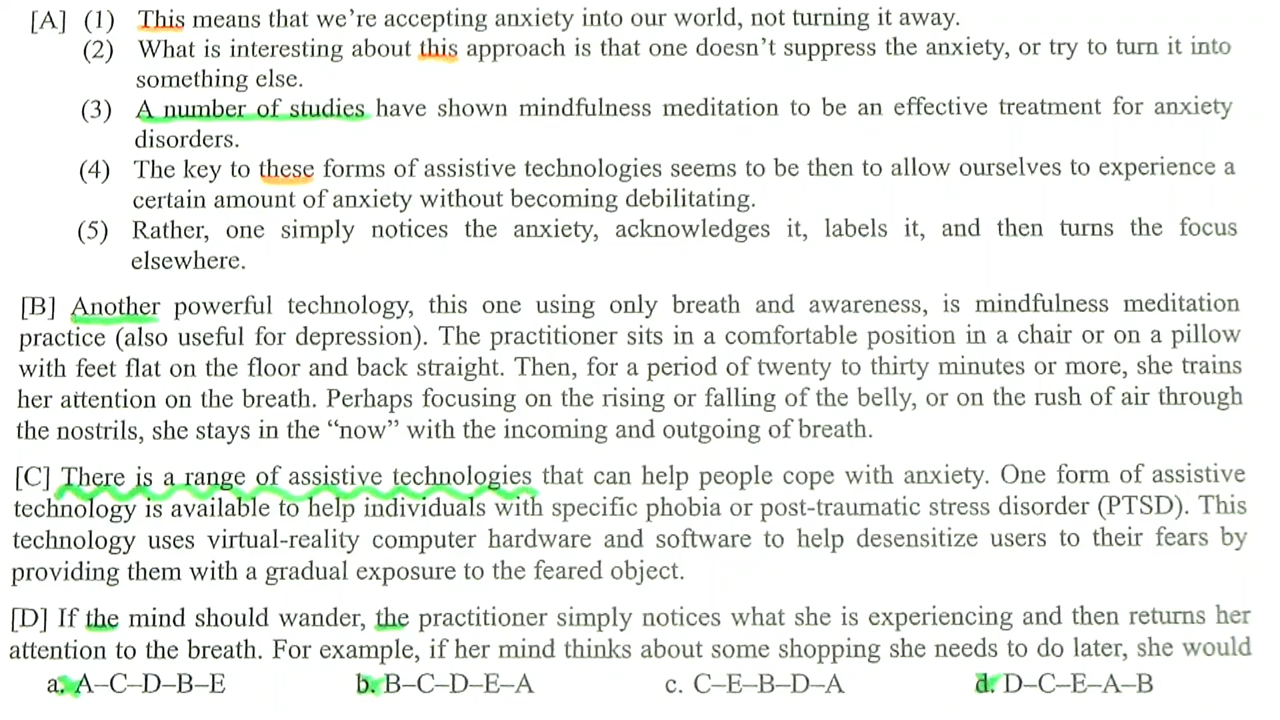 [A] (1) This means that we're accepting anxiety into our world, not turning it away.
(2) What is interesting about this approach is that one doesn't suppress the anxiety, or try to turn it into
something else.
(3) A number of studies have shown mindfulness meditation to be an effective treatment for anxiety
disorders.
(4) The key to these forms of assistive technologies seems to be then to allow ourselves to experience a
certain amount of anxiety without becoming debilitating.
(5) Rather, one simply notices the anxiety, acknowledges it, labels it, and then turns the focus
elsewhere.
[B] Another powerful technology, this one using only breath and awareness, is mindfulness meditation
practice (also useful for depression). The practitioner sits in a comfortable position in a chair or on a pillow
with feet flat on the floor and back straight. Then, for a period of twenty to thirty minutes or more, she trains
her attention on the breath. Perhaps focusing on the rising or falling of the belly, or on the rush of air through
the nostrils, she stays in the "now" with the incoming and outgoing of breath.
[C] There is a range of assistive technologies that can help people cope with anxiety. One form of assistive
technology is available to help individuals with specific phobia or post-traumatic stress disorder (PTSD). This
technology uses virtual-reality computer hardware and software to help desensitize users to their fears by
providing them with a gradual exposure to the feared object.
[D] If the mind should wander, the practitioner simply notices what she is experiencing and then returns her
attention to the breath. For example, if her mind thinks about some shopping she needs to do later, she would
a. A–C–D–B–E b. B–C–D–E–A c. C–E–B–D–A d. D–C–E–A–B